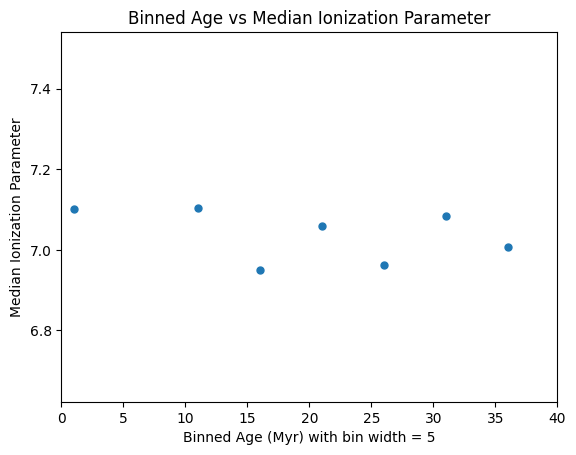 Binned Age vs Median Ionization Parameter
Median Ionization Parameter
7.4
7.2
7.0
6.8
0 5 10 15 20 25 30 35 40
Binned Age (Myr) with bin width = 5